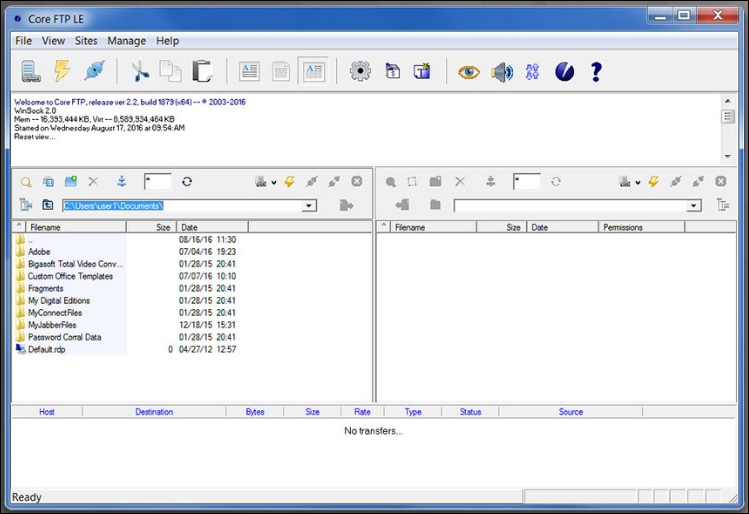 Core FTP LE
File View Sites Manage Help
Welcome to Core FTP, release ver 2.2, build 1879 (x64) -- © 2003-2016
WinSock 2.0
Mem -- 16,393,444 KB, Virt -- 8,589,934,464 KB
Started on Wednesday August 17, 2016 at 09:54:AM
Reset view...
C:\Users\user1\Documents\
^ Filename Size Date
.. 08/16/16 11:30
Adobe 07/04/16 19:23
Bigasoft Total Video Conv... 01/28/15 20:41
Custom Office Templates 07/07/16 10:10
Fragments 01/28/15 20:41
My Digital Editions 01/28/15 20:41
MyConnectFiles 01/28/15 20:41
MyJabberFiles 12/18/15 15:31
Password Corral Data 01/28/15 20:41
Default.rdp 0 04/27/12 12:57
^ Filename Size Date Permissions
Host Destination Bytes Size Rate Type Status Source
No transfers...
Ready